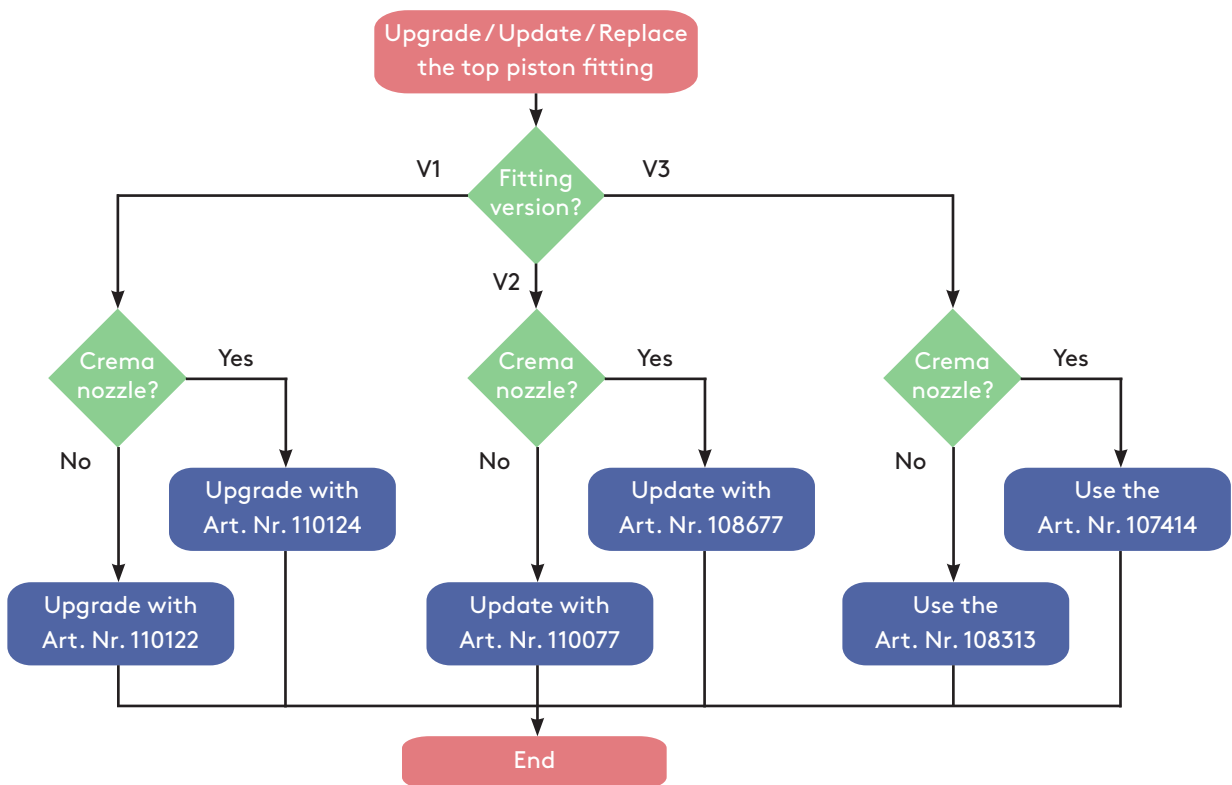 Upgrade / Update / Replace
the top piston fitting
V1
Fitting
version?
V3
V2
Crema
nozzle?
Yes
No
Upgrade with
Art. Nr. 110124
Upgrade with
Art. Nr. 110122
Crema
nozzle?
Yes
No
Update with
Art. Nr. 108677
Update with
Art. Nr. 110077
Crema
nozzle?
Yes
No
Use the
Art. Nr. 107414
Use the
Art. Nr. 108313
End